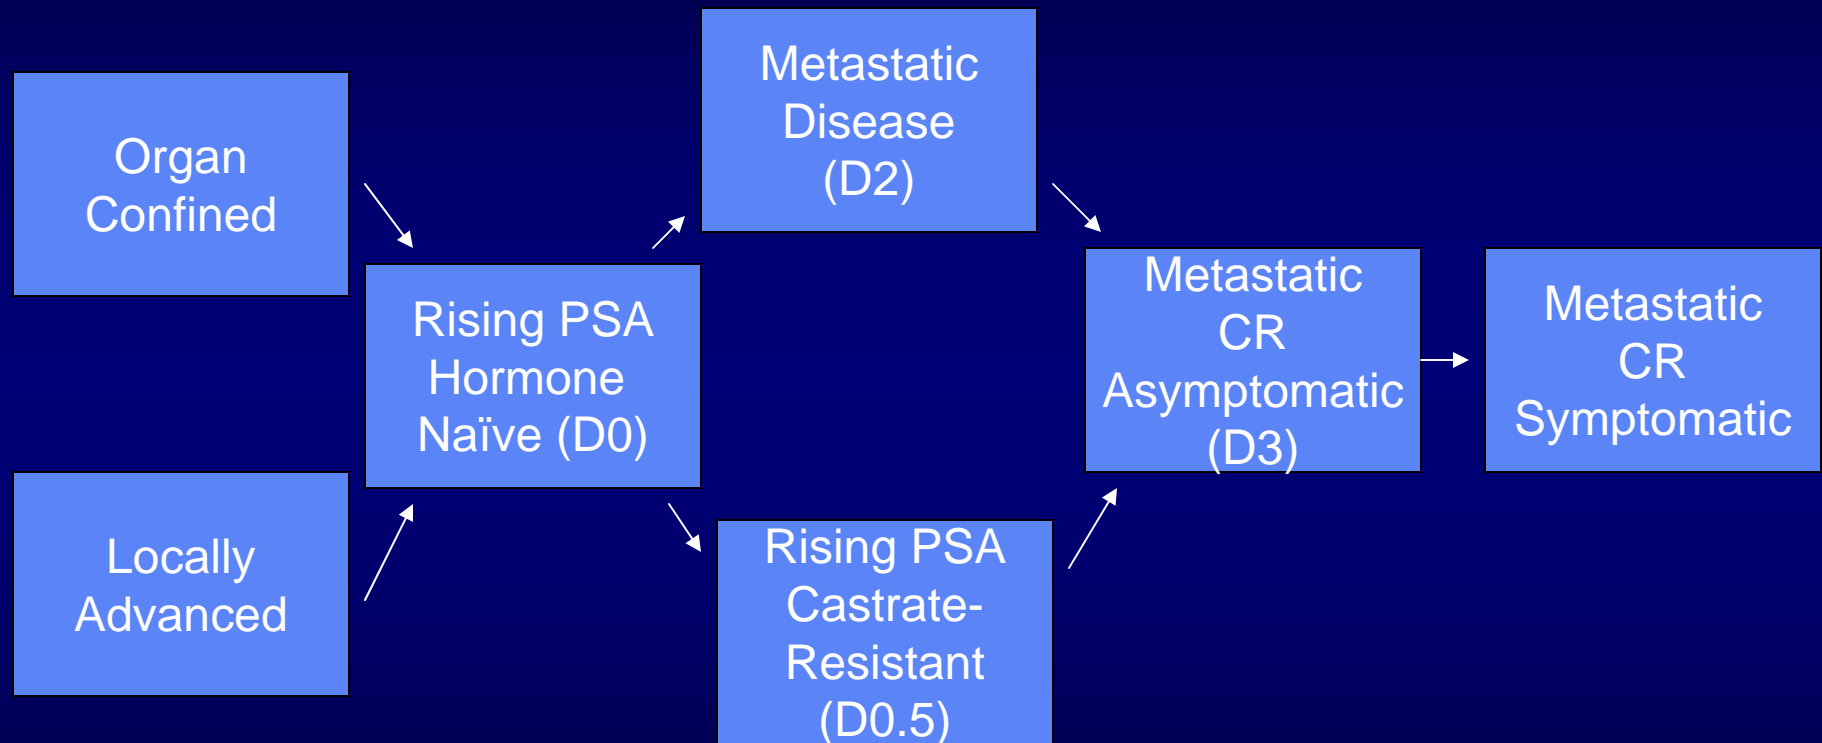 Organ
Confined
Locally
Advanced
Rising PSA
Hormone
Naïve (D0)
Metastatic
Disease
(D2)
Rising PSA
Castrate-
Resistant
(D0.5)
Metastatic
CR
Asymptomatic
(D3)
Metastatic
CR
Symptomatic